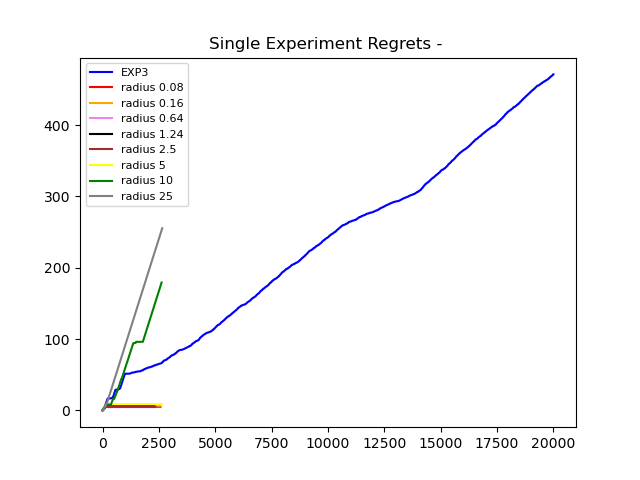 Single Experiment Regrets -
EXP3
radius 0.08
radius 0.16
radius 0.64
radius 1.24
radius 2.5
radius 5
radius 10
radius 25
400
300
200
100
0
0 2500 5000 7500 10000 12500 15000 17500 20000